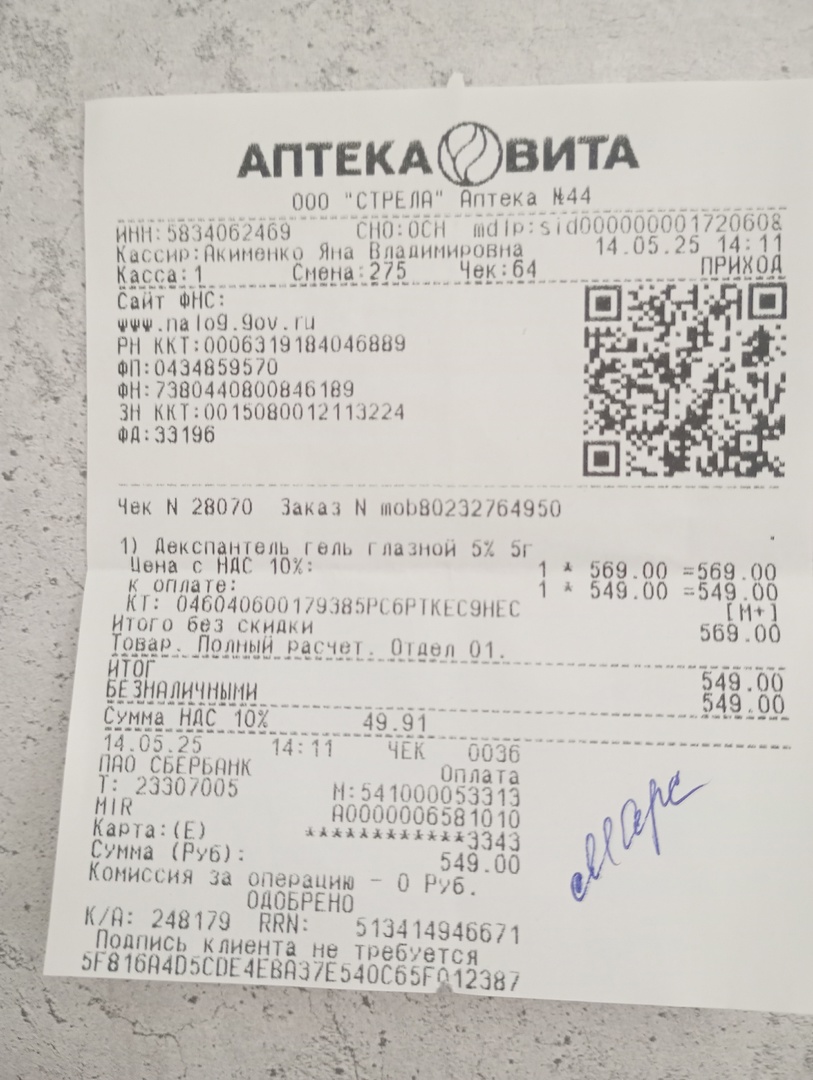 АПТЕКА ВИТА
ООО "СТРЕЛА" Аптека №44
ИНН:5834062469 СНО:ОСН mdlp:sid000000001720608
Кассир:Акименко Яна Владимировна 14.05.25 14:11
Касса:1 Смена:275 Чек:64 ПРИХОД
Сайт ФНС:
www.nalog.gov.ru
РН ККТ:0006319184046889
ФП:0434859570
ФН:7380440800846189
ЗН ККТ:0015080012113224
ФД:33196
Чек N 28070 Заказ N mob80232764950
1) Декспантель гель глазной 5% 5г
Цена с НДС 10%: 1 * 569.00 =569.00
к оплате: 1 * 549.00 =549.00
КТ: 046040600179385PC6PTKEC9HEC [M+]
Итого без скидки 569.00
Товар. Полный расчет. Отдел 01.
ИТОГ 549.00
БЕЗНАЛИЧНЫМИ 549.00
Сумма НДС 10% 49.91
14.05.25 14:11 ЧЕК 0036
ПАО СБЕРБАНК Оплата
Т: 23307005 М:541000053313
MIR A0000006581010
Карта:(E) ************3343
Сумма (Руб): 549.00
Комиссия за операцию - 0 Руб.
ОДОБРЕНО
К/А: 248179 RRN: 513414946671
Подпись клиента не требуется
5F816A4D5CDE4EBA37E540C65FA12387
Марс